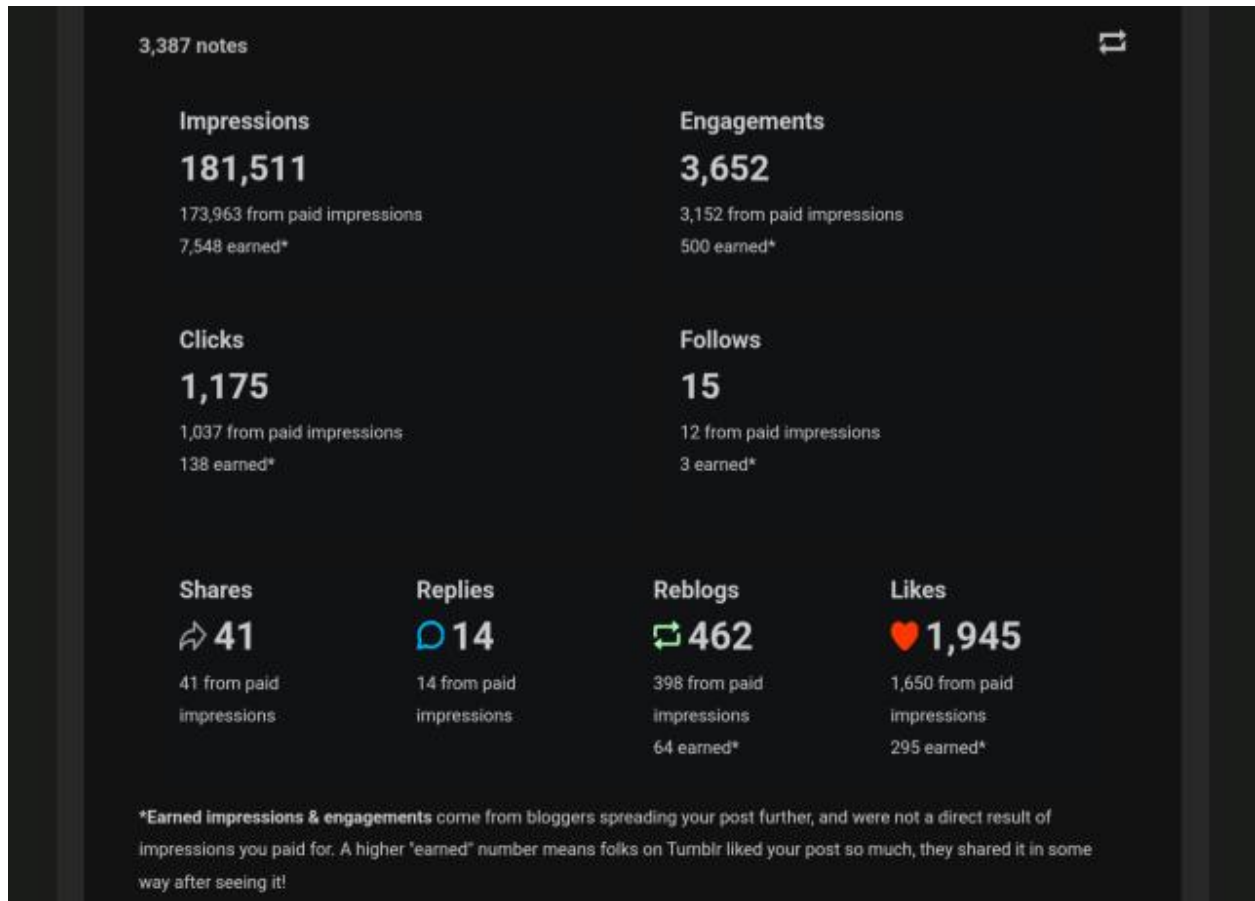 3,387 notes
Impressions
181,511
173,963 from paid impressions
7,548 earned*
Engagements
3,652
3,152 from paid impressions
500 earned*
Clicks
1,175
1,037 from paid impressions
138 earned*
Follows
15
12 from paid impressions
3 earned*
Shares
41
41 from paid
impressions
Replies
14
14 from paid
impressions
Reblogs
462
398 from paid
impressions
64 earned*
Likes
1,945
1,650 from paid
impressions
295 earned*
*Earned impressions & engagements come from bloggers spreading your post further, and were not a direct result of
impressions you paid for. A higher "earned" number means folks on Tumblr liked your post so much, they shared it in some
way after seeing it!